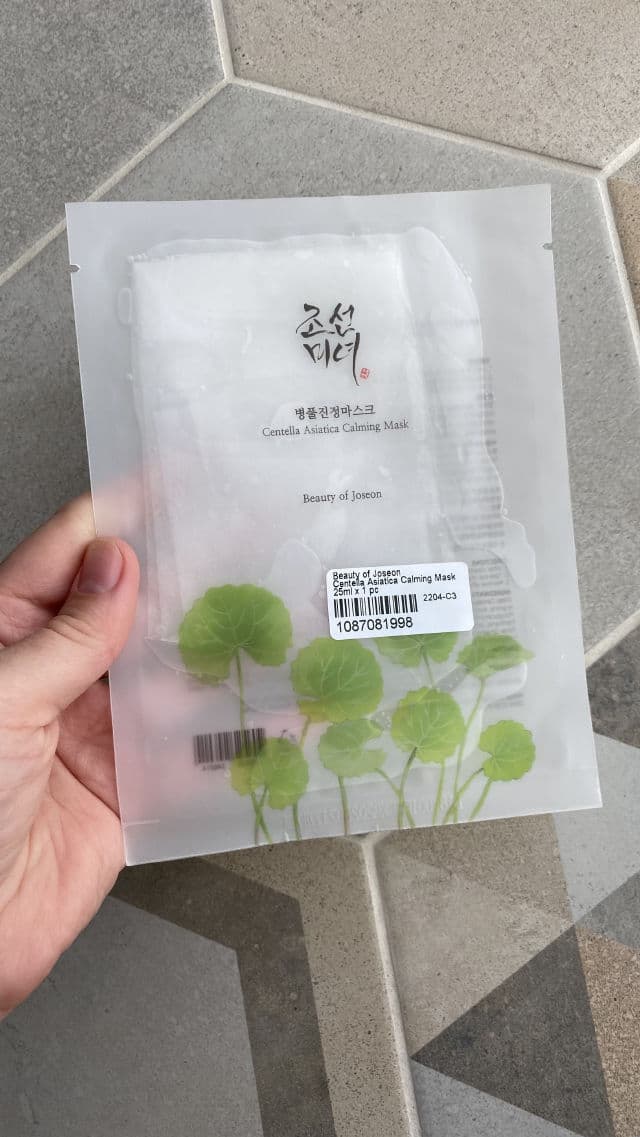 조선
미녀
병풀진정마스크
Centella Asiatica Calming Mask
Beauty of Joseon
Beauty of Joseon
Centella Asiatica Calming Mask
25ml x 1 pc
2204-C3
1087081998